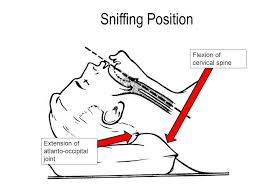 Sniffing Position
Flexion of
cervical spine
Extension of
atlanto-occipital
joint